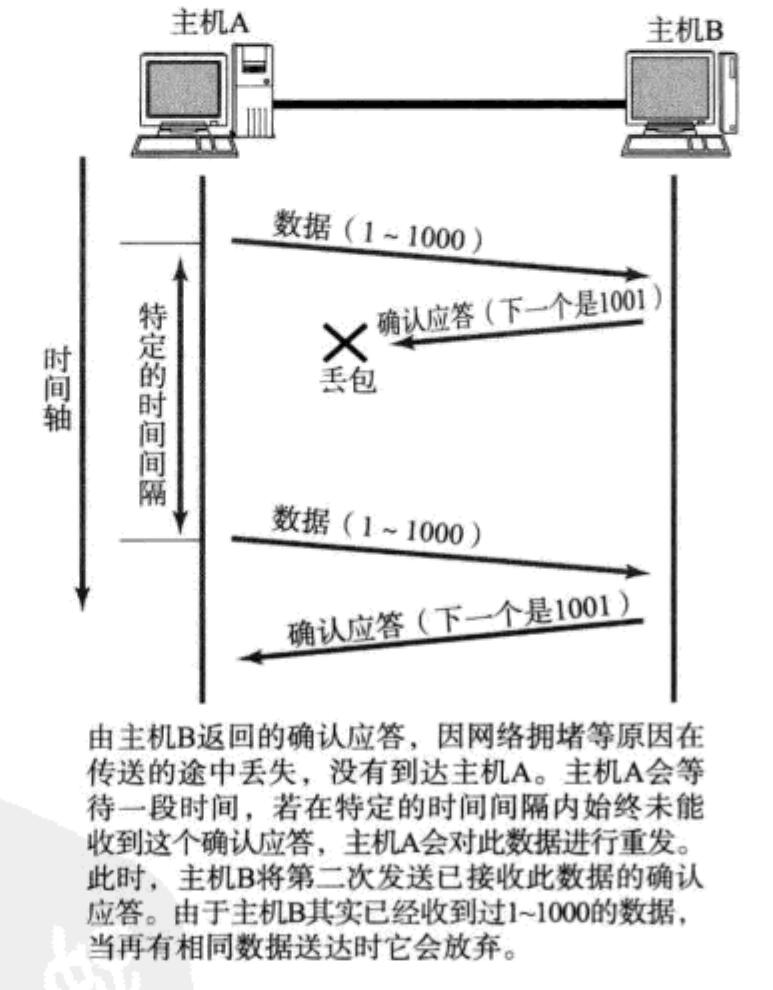 主机A
主机B
数据（1~1000）
确认应答（下一个是1001）
丢包
特定的时间间隔
时间轴
数据（1~1000）
确认应答（下一个是1001）
由主机B返回的确认应答，因网络拥堵等原因在
传送的途中丢失，没有到达主机A。主机A会等
待一段时间，若在特定的时间间隔内始终未能
收到这个确认应答，主机A会对此数据进行重发。
此时，主机B将第二次发送已接收此数据的确认
应答。由于主机B其实已经收到过1~1000的数据，
当再有相同数据送达时它会放弃。